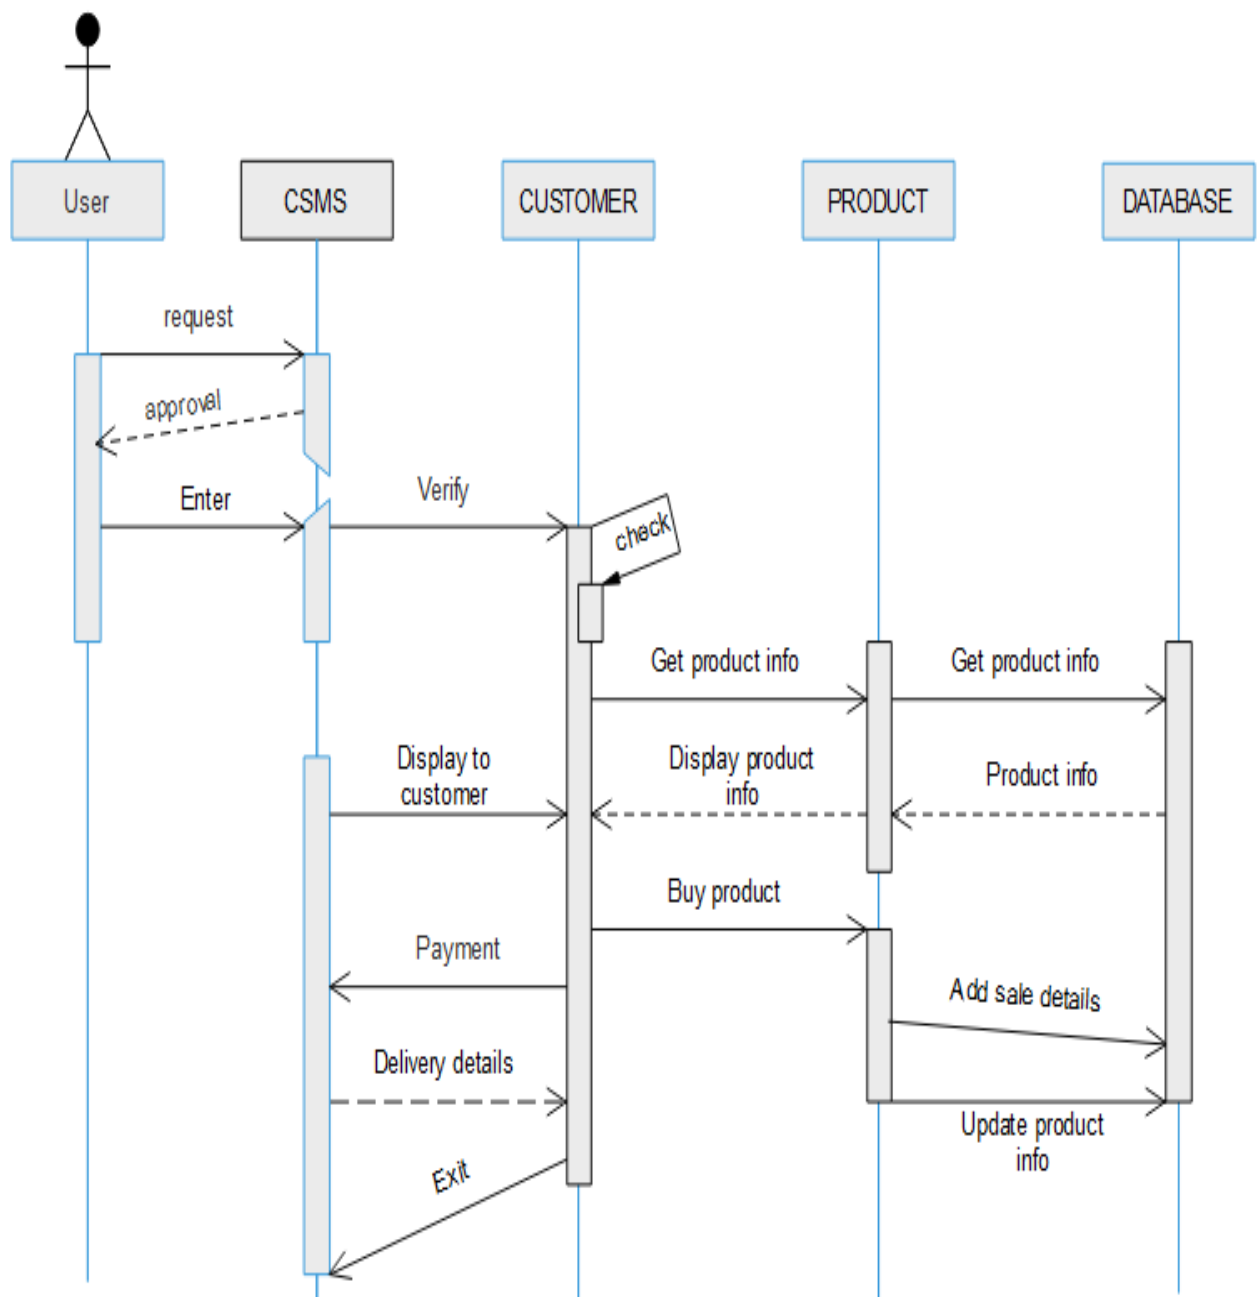 User
CSMS
CUSTOMER
PRODUCT
DATABASE
request
approval
Enter
Verify
check
Get product info
Get product info
Display to
customer
Display product
info
Product info
Buy product
Payment
Add sale details
Delivery details
Update product
info
Exit